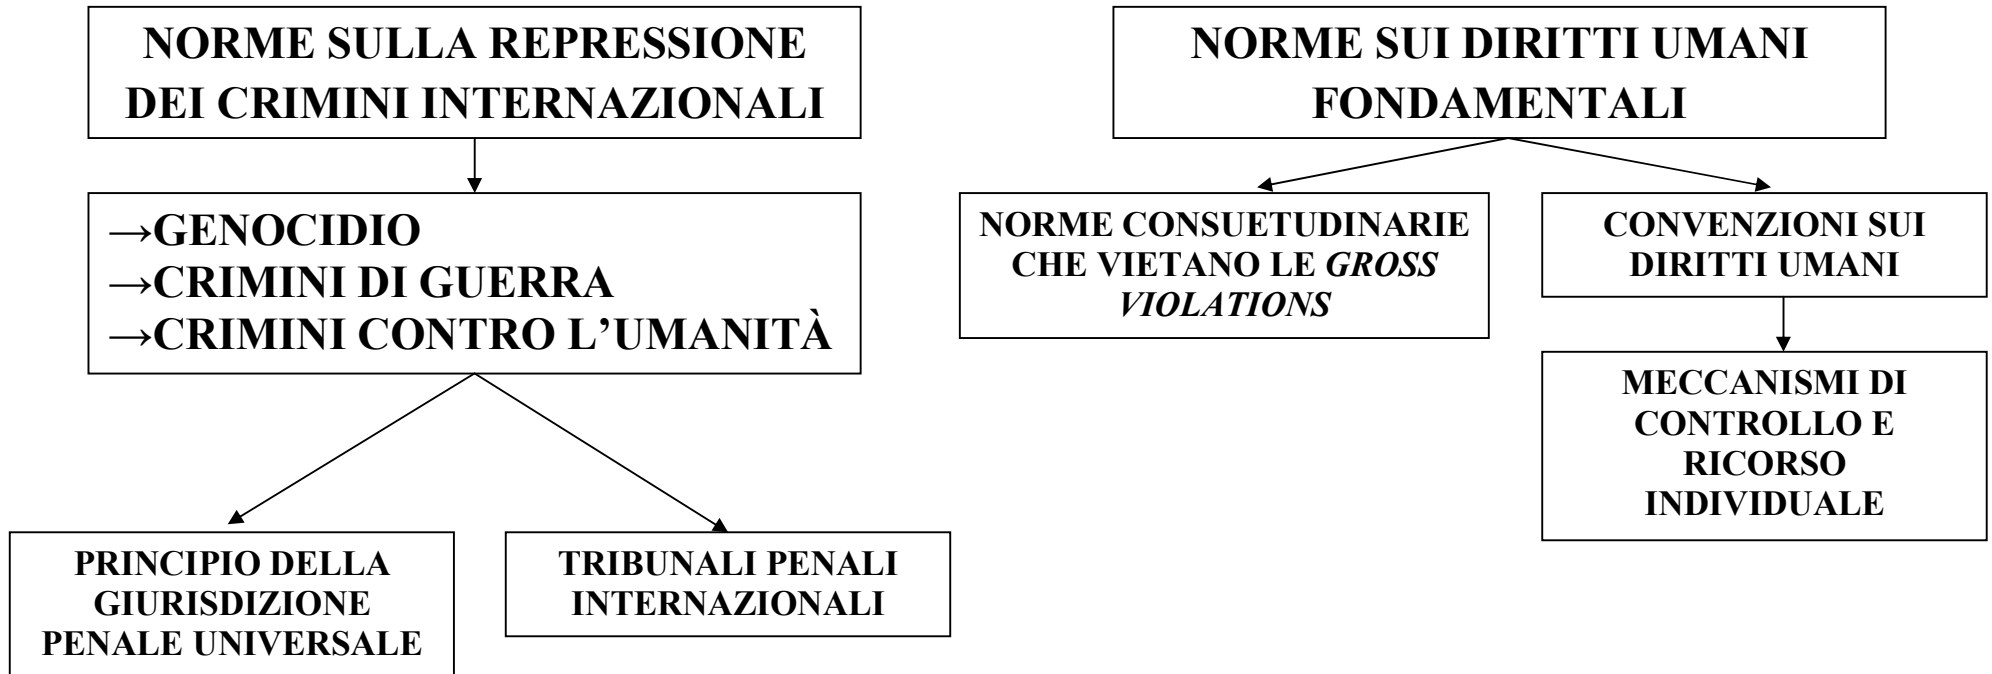 NORME SULLA REPRESSIONE
DEI CRIMINI INTERNAZIONALI
→GENOCIDIO
→CRIMINI DI GUERRA
→CRIMINI CONTRO L’UMANITÀ
PRINCIPIO DELLA
GIURISDIZIONE
PENALE UNIVERSALE
TRIBUNALI PENALI
INTERNAZIONALI
NORME SUI DIRITTI UMANI
FONDAMENTALI
NORME CONSUETUDINARIE
CHE VIETANO LE GROSS
VIOLATIONS
CONVENZIONI SUI
DIRITTI UMANI
MECCANISMI DI
CONTROLLO E
RICORSO
INDIVIDUALE